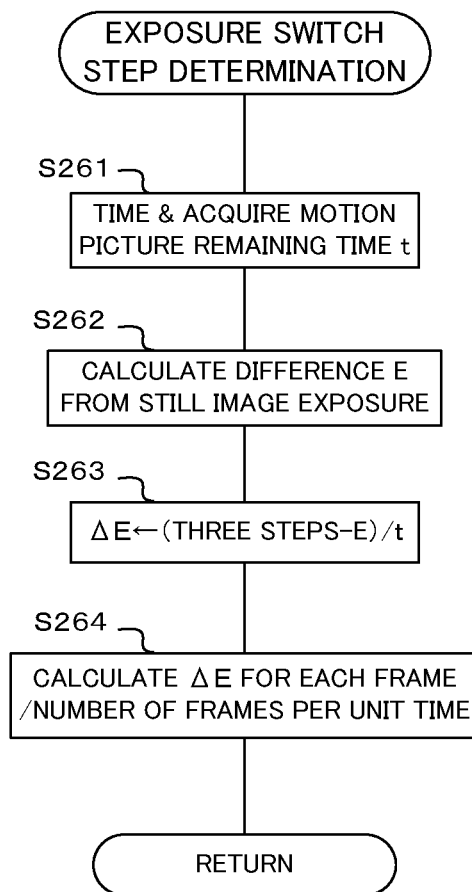 EXPOSURE SWITCH
STEP DETERMINATION
S261
TIME & ACQUIRE MOTION
PICTURE REMAINING TIME t
S262
CALCULATE DIFFERENCE E
FROM STILL IMAGE EXPOSURE
S263
ΔE←(THREE STEPS-E)/t
S264
CALCULATE ΔE FOR EACH FRAME
/NUMBER OF FRAMES PER UNIT TIME
RETURN